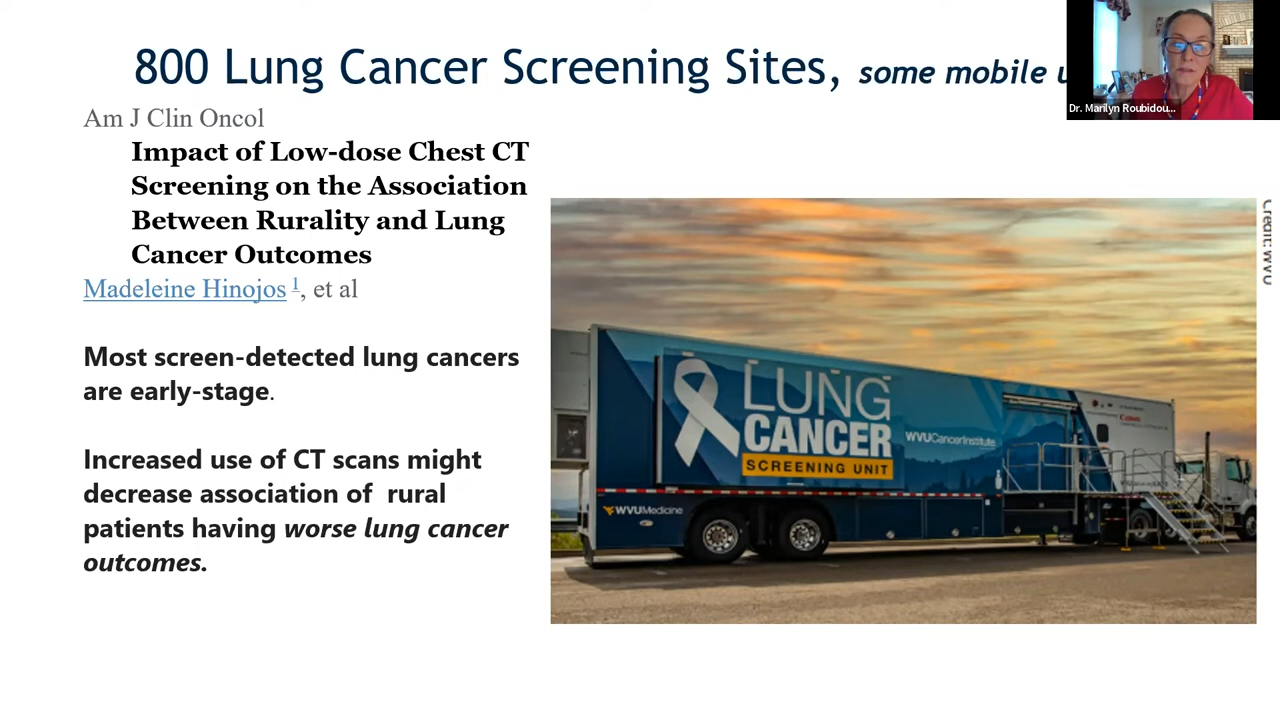 800 Lung Cancer Screening Sites, some mobile
Dr. Marilyn Roubidou...
Am J Clin Oncol
Impact of Low-dose Chest CT
Screening on the Association
Between Rurality and Lung
Cancer Outcomes
Madeleine Hinojos 1, et al
Most screen-detected lung cancers
are early-stage.
Increased use of CT scans might
decrease association of rural
patients having worse lung cancer
outcomes.
Credit: WVU
LUNG
CANCER
SCREENING UNIT
WVUCancerInstitute
Canon
WVUMedicine